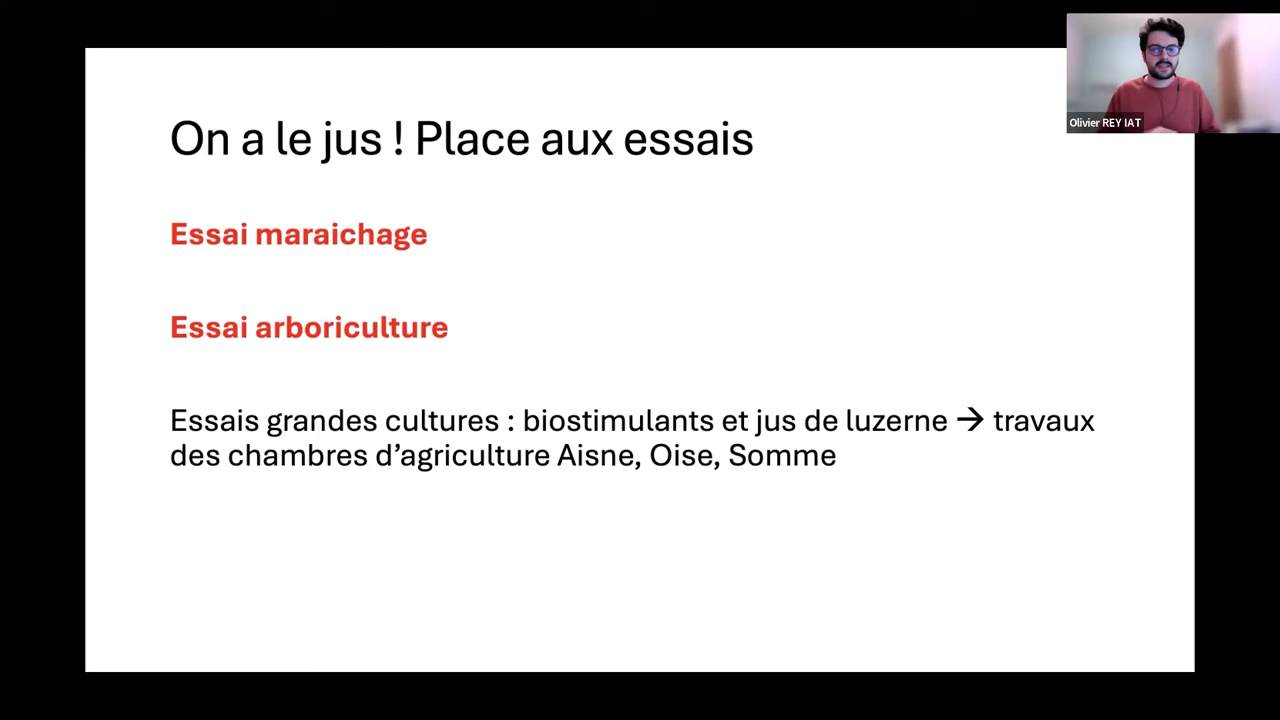 On a le jus ! Place aux essais
Essai maraichage
Essai arboriculture
Essais grandes cultures : biostimulants et jus de luzerne → travaux
des chambres d’agriculture Aisne, Oise, Somme
Olivier REY IAT